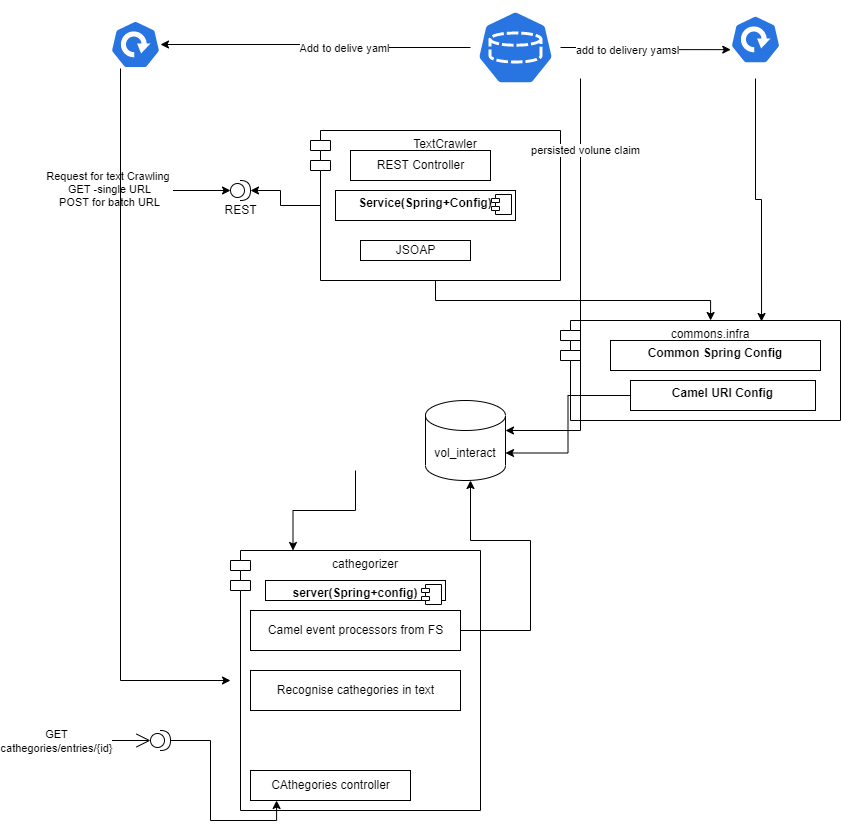 Add to delive yaml
add to delivery yamsl
TextCrawler
REST Controller
persisted volune claim
Request for text Crawling
GET -single URL
POST for batch URL
REST
Service(Spring+Config)
JSOAP
commons.infra
Common Spring Config
Camel URI Config
vol_interact
cathegorizer
server(Spring+config)
Camel event processors from FS
Recognise cathegories in text
GET
cathegories/entries/{id}
CAthegories controller